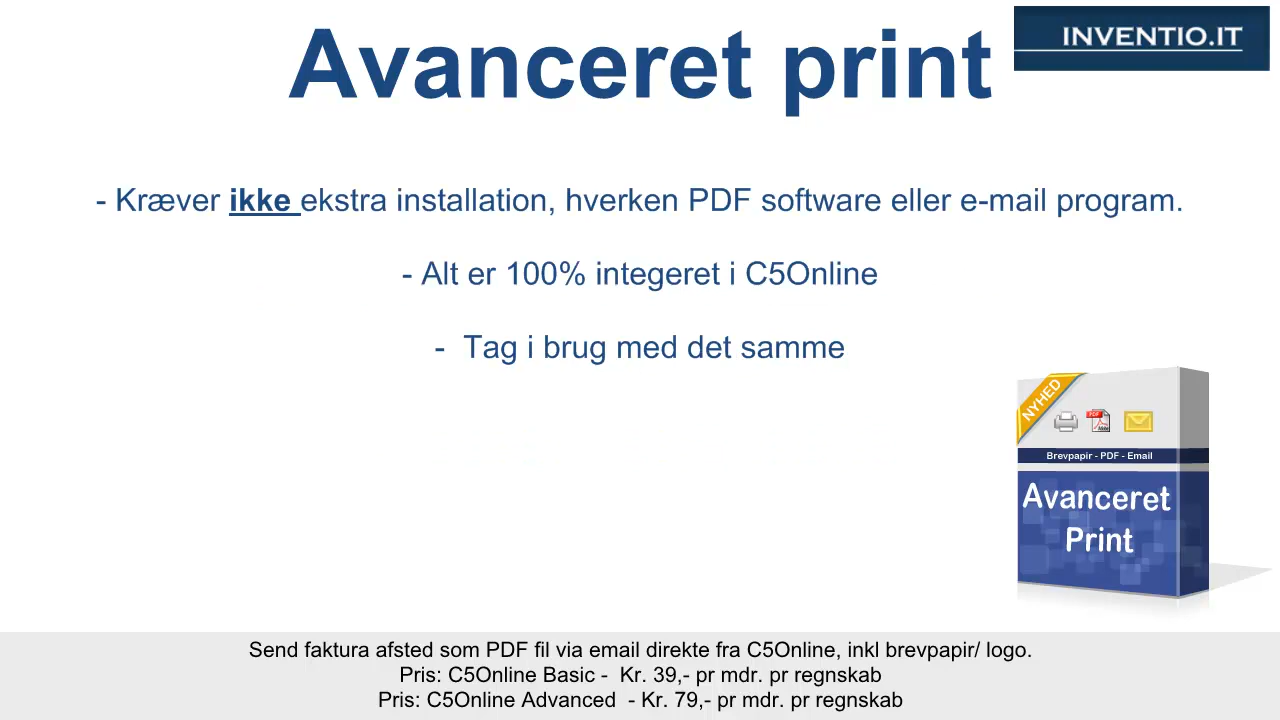 Avanceret print
INVENTIO.IT
- Kræver ikke ekstra installation, hverken PDF software eller e-mail program.
- Alt er 100% integeret i C5Online
- Tag i brug med det samme
NYHED
PDF
Adobe
Brevpapir - PDF - Email
Avanceret
Print
Send faktura afsted som PDF fil via email direkte fra C5Online, inkl brevpapir/ logo.
Pris: C5Online Basic - Kr. 39,- pr mdr. pr regnskab
Pris: C5Online Advanced - Kr. 79,- pr mdr. pr regnskab